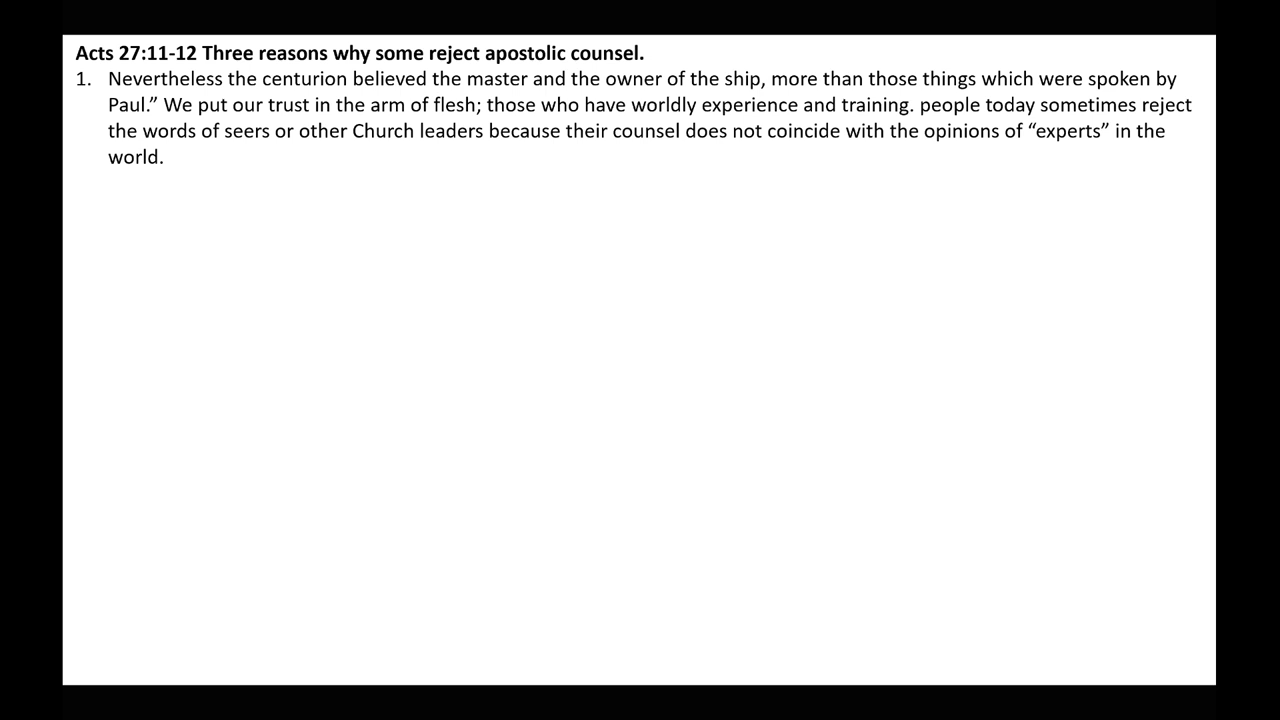 Acts 27:11-12 Three reasons why some reject apostolic counsel.
1. Nevertheless the centurion believed the master and the owner of the ship, more than those things which were spoken by
Paul.” We put our trust in the arm of flesh; those who have worldly experience and training. people today sometimes reject
the words of seers or other Church leaders because their counsel does not coincide with the opinions of “experts” in the
world.